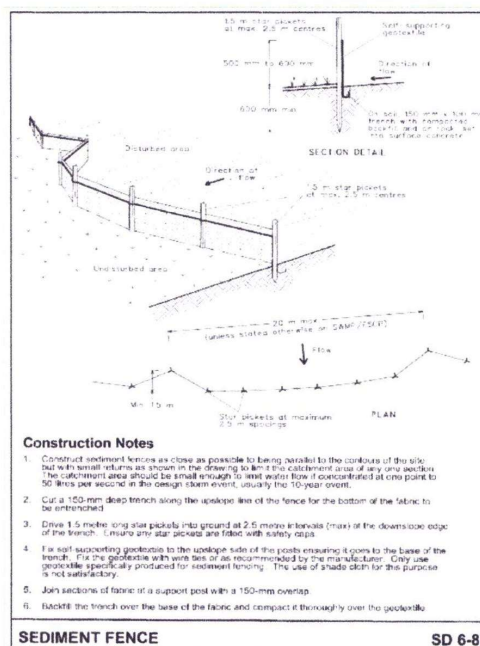 1.5 m star pickets
at max. 2.5 m centres
Self-supporting
geotextile
500 mm to 600 mm
Direction of
flow
600 mm min
On soil, 150 mm x 100 mm
trench with compacted
backfill and on rock, set
into surface concrete
SECTION DETAIL
Disturbed area
Direction of
flow
1.5 m star pickets
at max. 2.5 m centres
Undisturbed area
20 m max
(unless stated otherwise on SWMP/ESCP)
Flow
Min 1.5 m
Star pickets at maximum
2.5 m spacings
PLAN
Construction Notes
1. Construct sediment fences as close as possible to being parallel to the contours of the site
but with small returns as shown in the drawing to limit the catchment area of any one section.
The catchment area should be small enough to limit water flow if concentrated at one point to
50 litres per second in the design storm event, usually the 10-year event.
2. Cut a 150-mm deep trench along the upslope line of the fence for the bottom of the fabric to
be entrenched.
3. Drive 1.5 metre long star pickets into ground at 2.5 metre intervals (max) at the downslope edge
of the trench. Ensure any star pickets are fitted with safety caps.
4. Fix self-supporting geotextile to the upslope side of the posts ensuring it goes to the base of the
trench. Fix the geotextile with wire ties or as recommended by the manufacturer. Only use
geotextile specifically produced for sediment fencing. The use of shade cloth for this purpose
is not satisfactory.
5. Join sections of fabric at a support post with a 150-mm overlap.
6. Backfill the trench over the base of the fabric and compact it thoroughly over the geotextile.
SEDIMENT FENCE
SD 6-8